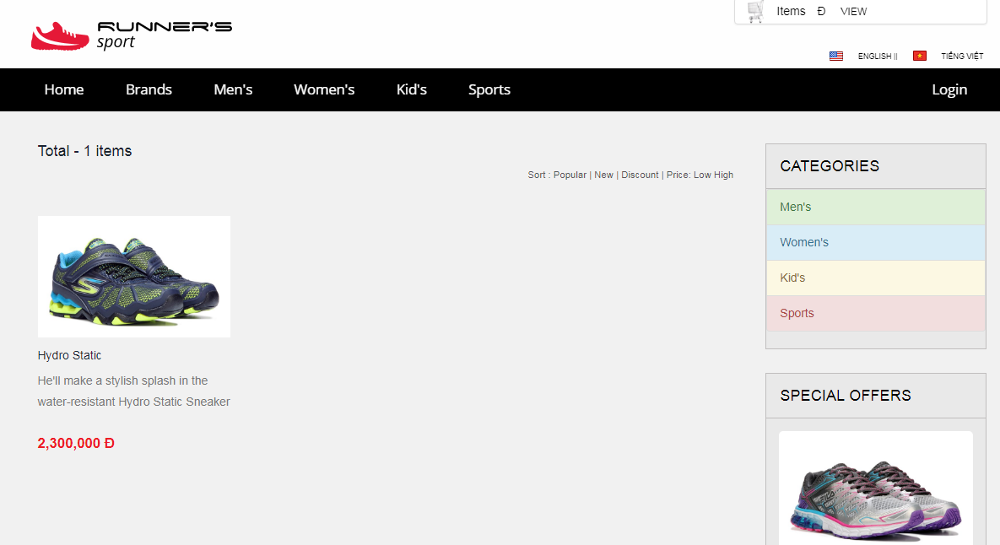 RUNNER'S
sport
Items Đ VIEW
ENGLISH || TIẾNG VIỆT
Home Brands Men's Women's Kid's Sports Login
Total - 1 items
Sort : Popular | New | Discount | Price: Low High
Hydro Static
He'll make a stylish splash in the
water-resistant Hydro Static Sneaker
2,300,000 Đ
CATEGORIES
Men's
Women's
Kid's
Sports
SPECIAL OFFERS
FILA